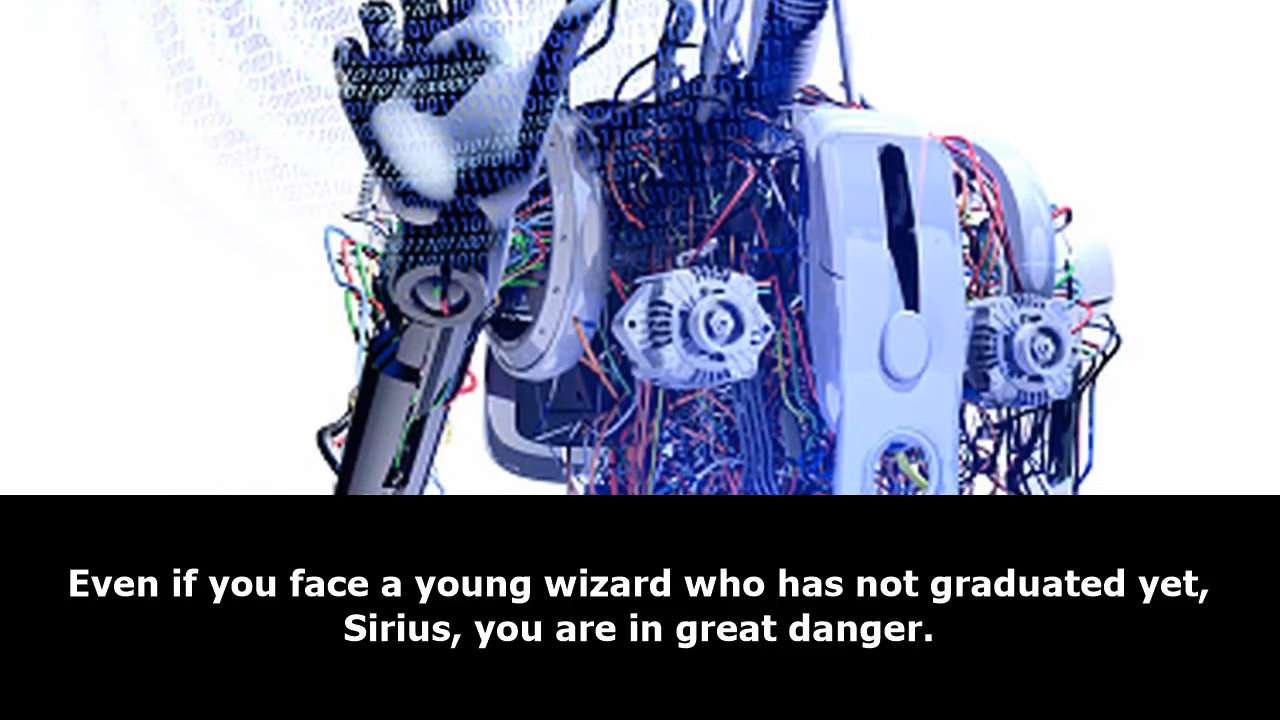 Even if you face a young wizard who has not graduated yet,
Sirius, you are in great danger.